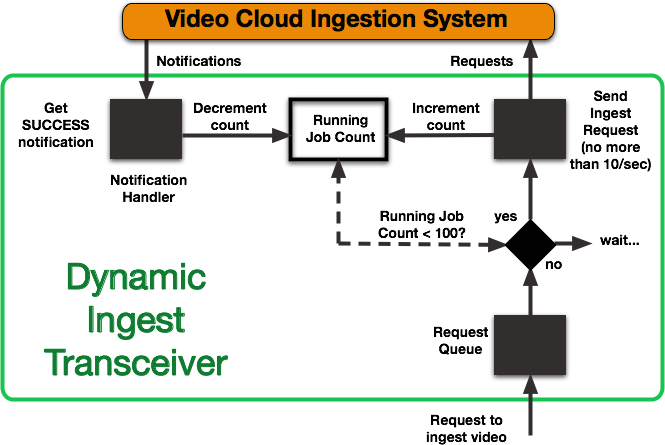 Video Cloud Ingestion System
Notifications
Requests
Get
SUCCESS
notification
Decrement
count
Running
Job Count
Increment
count
Send
Ingest
Request
(no more
than 10/sec)
Notification
Handler
Running Job
Count < 100?
yes
wait...
no
Dynamic
Ingest
Transceiver
Request
Queue
Request to
ingest video